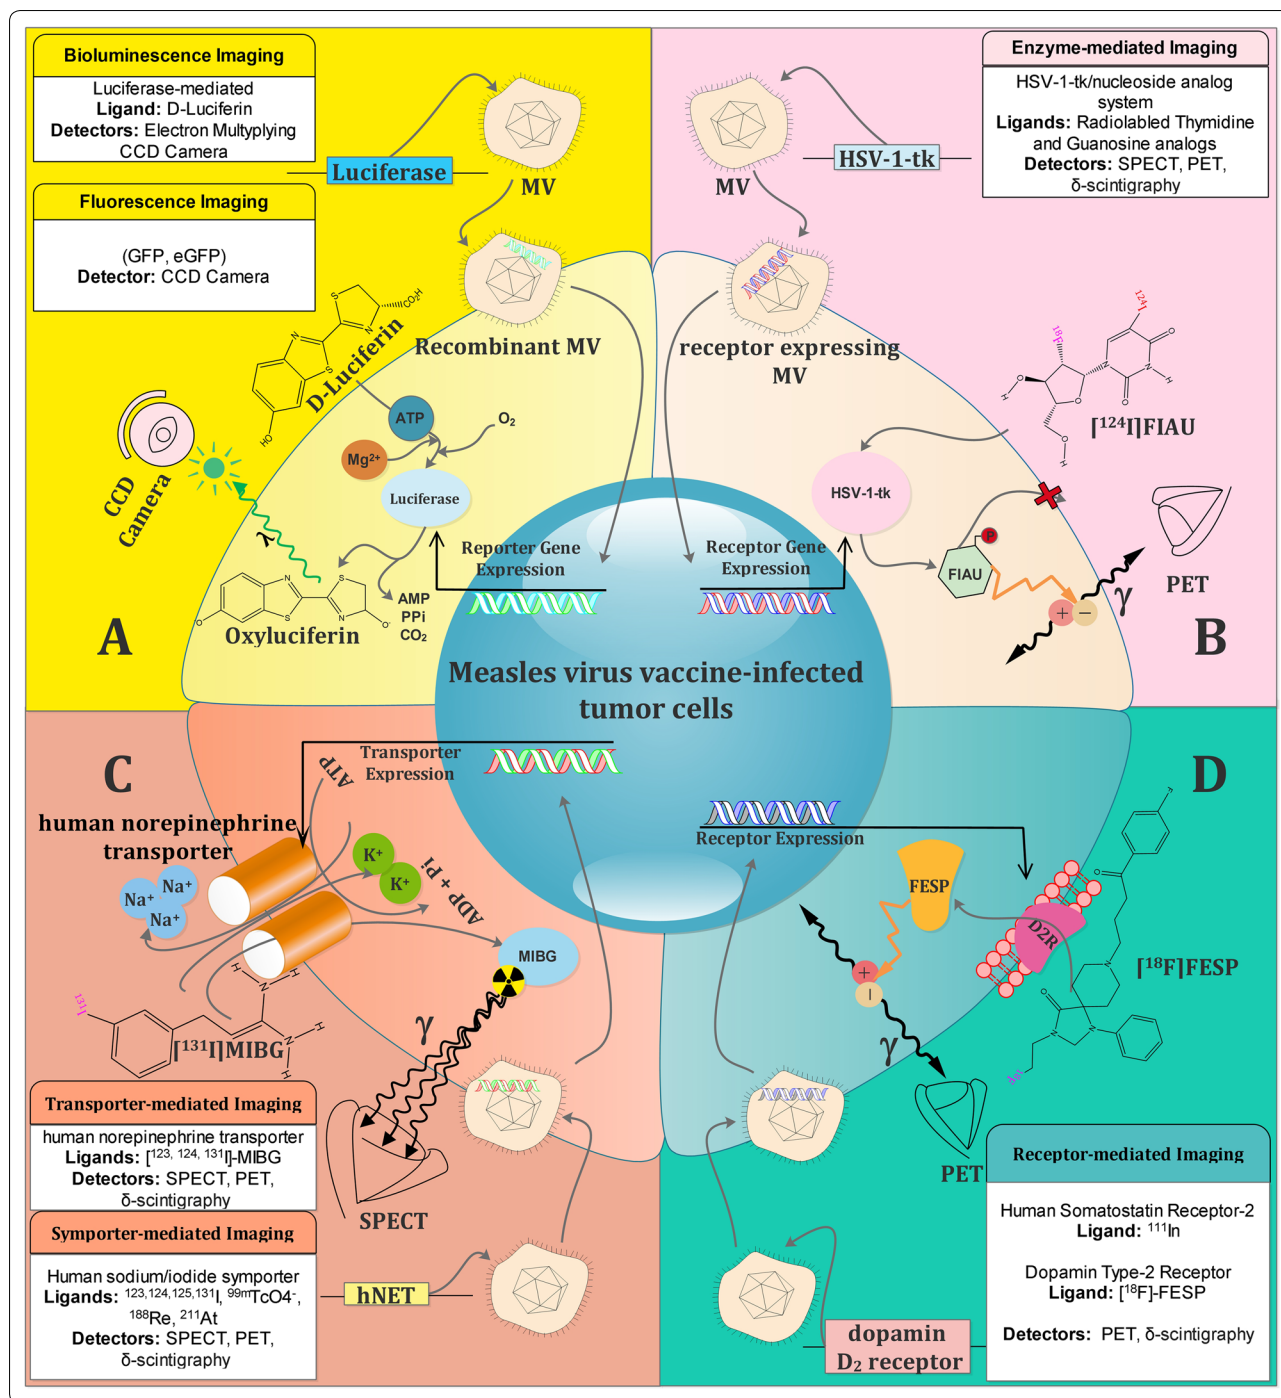 Bioluminescence Imaging
Luciferase-mediated
Ligand: D-Luciferin
Detectors: Electron Multyplying
CCD Camera
Fluorescence Imaging
(GFP, eGFP)
Detector: CCD Camera
Luciferase
MV
Recombinant MV
D-Luciferin
S
CO₂H
N
N
S
HO
ATP
Mg²⁺
O₂
Luciferase
CCD
Camera
λ
N
S
S
N
O
O⁻
Oxyluciferin
AMP
PPi
CO₂
Reporter Gene
Expression
A
Enzyme-mediated Imaging
HSV-1-tk/nucleoside analog
system
Ligands: Radiolabled Thymidine
and Guanosine analogs
Detectors: SPECT, PET,
δ-scintigraphy
HSV-1-tk
MV
receptor expressing
MV
¹²⁴I
¹⁸F
O
N
N
H
O
O
H
O
O
H
[¹²⁴I]FIAU
HSV-1-tk
P
FIAU
+
−
γ
PET
Receptor Gene
Expression
B
Measles virus vaccine-infected
tumor cells
C
Transporter
Expression
ATP
human norepinephrine
transporter
K⁺
K⁺
Na⁺
Na⁺
Na⁺
ADP + Pi
MIBG
¹³¹I
H
H
N
N
H
H
[¹³¹I]MIBG
γ
SPECT
Transporter-mediated Imaging
human norepinephrine transporter
Ligands: [¹²³, ¹²⁴, ¹³¹I]-MIBG
Detectors: SPECT, PET,
δ-scintigraphy
Symporter-mediated Imaging
Human sodium/iodide symporter
Ligands: ¹²³,¹²⁴,¹²⁵,¹³¹I, ⁹⁹ᵐTcO4⁻,
¹⁸⁸Re, ²¹¹At
Detectors: SPECT, PET,
δ-scintigraphy
hNET
D
Receptor Expression
FESP
D2R
F
O
N
O
N
N
¹⁸F
[¹⁸F]FESP
+
−
γ
PET
dopamin
D₂ receptor
Receptor-mediated Imaging
Human Somatostatin Receptor-2
Ligand: ¹¹¹In
Dopamin Type-2 Receptor
Ligand: [¹⁸F]-FESP
Detectors: PET, δ-scintigraphy